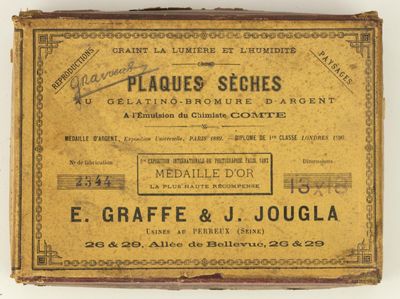 CRAINT LA LUMIÈRE ET L'HUMIDITÉ
REPRODUCTIONS
PAYSAGES
PLAQUES SÈCHES
AU GÉLATINO-BROMURE D'ARGENT
A l'Émulsion du Chimiste COMTE
MÉDAILLE D'ARGENT, Exposition Universelle, PARIS 1889. — DIPLOME DE 1re CLASSE LONDRES 1890.
No de fabrication
2344
1re EXPOSITION INTERNATIONALE DE PHOTOGRAPHIE PARIS 1892
MÉDAILLE D'OR
LA PLUS HAUTE RÉCOMPENSE
Dimensions
13x18
E. GRAFFE & J. JOUGLA
USINES AU PERREUX (SEINE)
26 & 29, Allée de Bellevue, 26 & 29